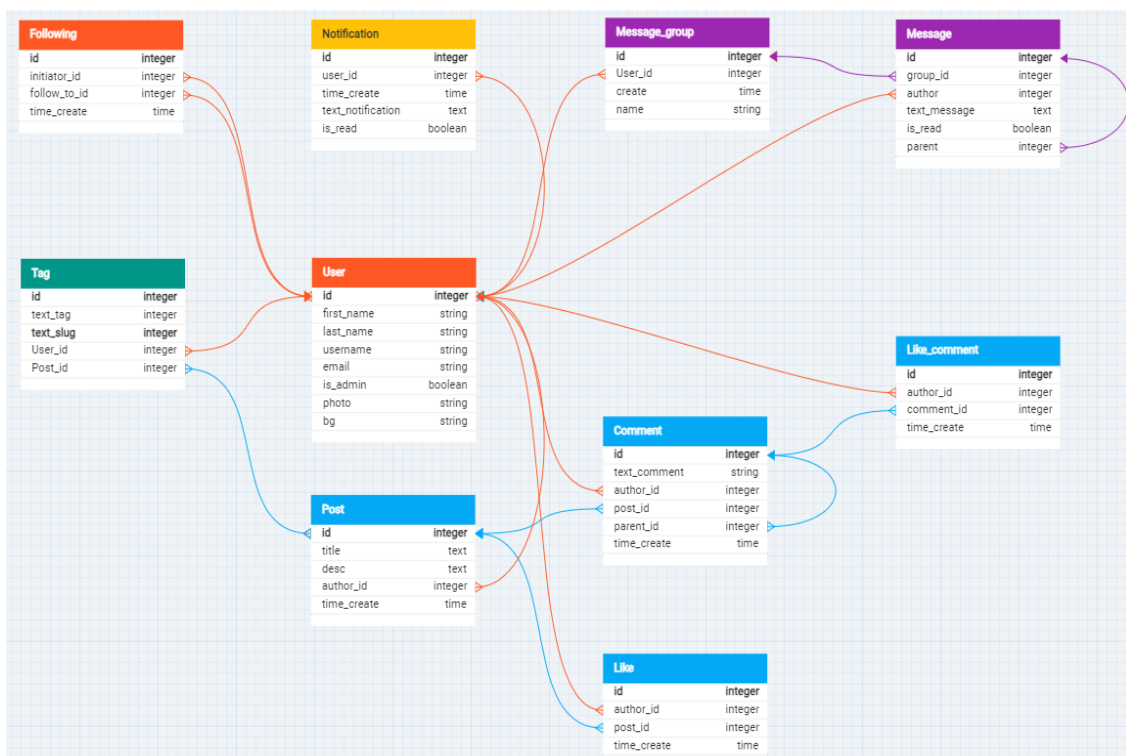 Following
id integer
initiator_id integer
follow_to_id integer
time_create time
Notification
id integer
user_id integer
time_create time
text_notification text
is_read boolean
Message_group
id integer
User_id integer
create time
name string
Message
id integer
group_id integer
author integer
text_message text
is_read boolean
parent integer
Tag
id integer
text_tag integer
text_slug integer
User_id integer
Post_id integer
User
id integer
first_name string
last_name string
username string
email string
is_admin boolean
photo string
bg string
Like_comment
id integer
author_id integer
comment_id integer
time_create time
Comment
id integer
text_comment string
author_id integer
post_id integer
parent_id integer
time_create time
Post
id integer
title text
desc text
author_id integer
time_create time
Like
id integer
author_id integer
post_id integer
time_create time